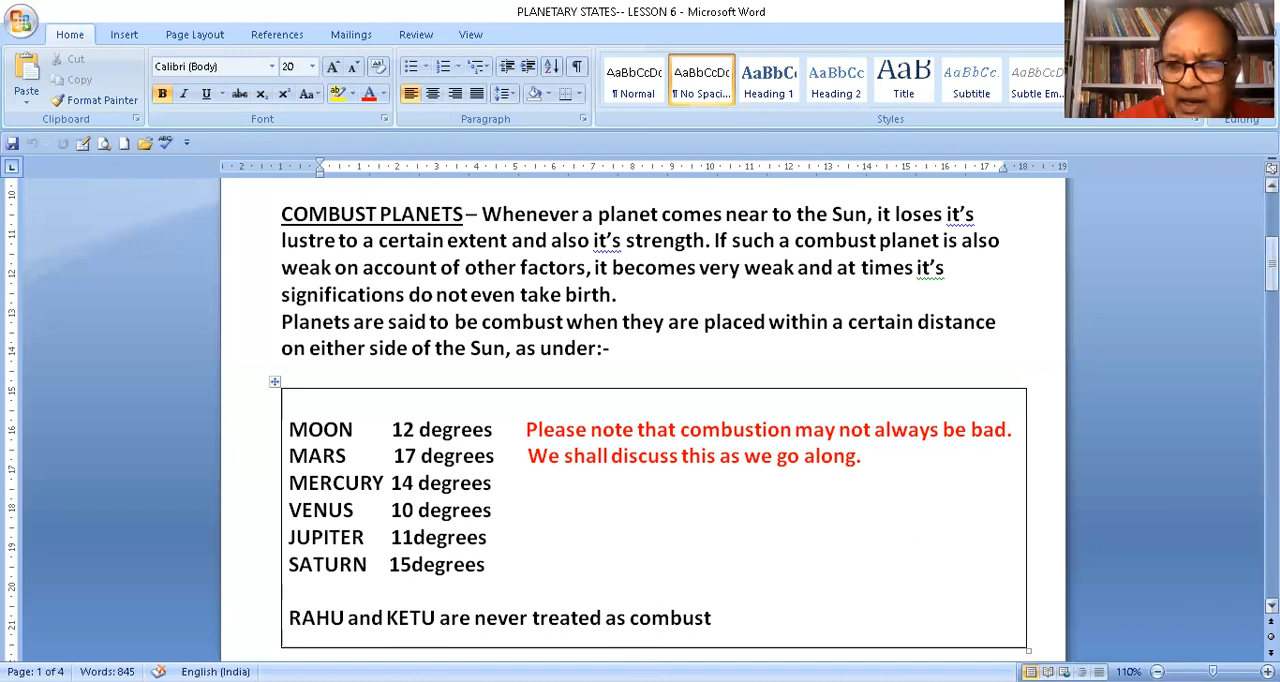 PLANETARY STATES-- LESSON 6 - Microsoft Word
Home Insert Page Layout References Mailings Review View
Cut
Copy
Format Painter
Paste
Clipboard
Calibri (Body) 20
Font
Paragraph
AaBbCcDc AaBbCcDc AaBbCc AaBbCc AaB AaBbCc. AaBbCcDc
¶ Normal ¶ No Spaci... Heading 1 Heading 2 Title Subtitle Subtle Em...
Styles
Editing
COMBUST PLANETS – Whenever a planet comes near to the Sun, it loses it’s
lustre to a certain extent and also it’s strength. If such a combust planet is also
weak on account of other factors, it becomes very weak and at times it’s
significations do not even take birth.
Planets are said to be combust when they are placed within a certain distance
on either side of the Sun, as under:-
MOON 12 degrees Please note that combustion may not always be bad.
MARS 17 degrees We shall discuss this as we go along.
MERCURY 14 degrees
VENUS 10 degrees
JUPITER 11degrees
SATURN 15degrees
RAHU and KETU are never treated as combust
Page: 1 of 4 Words: 845 English (India) 110%